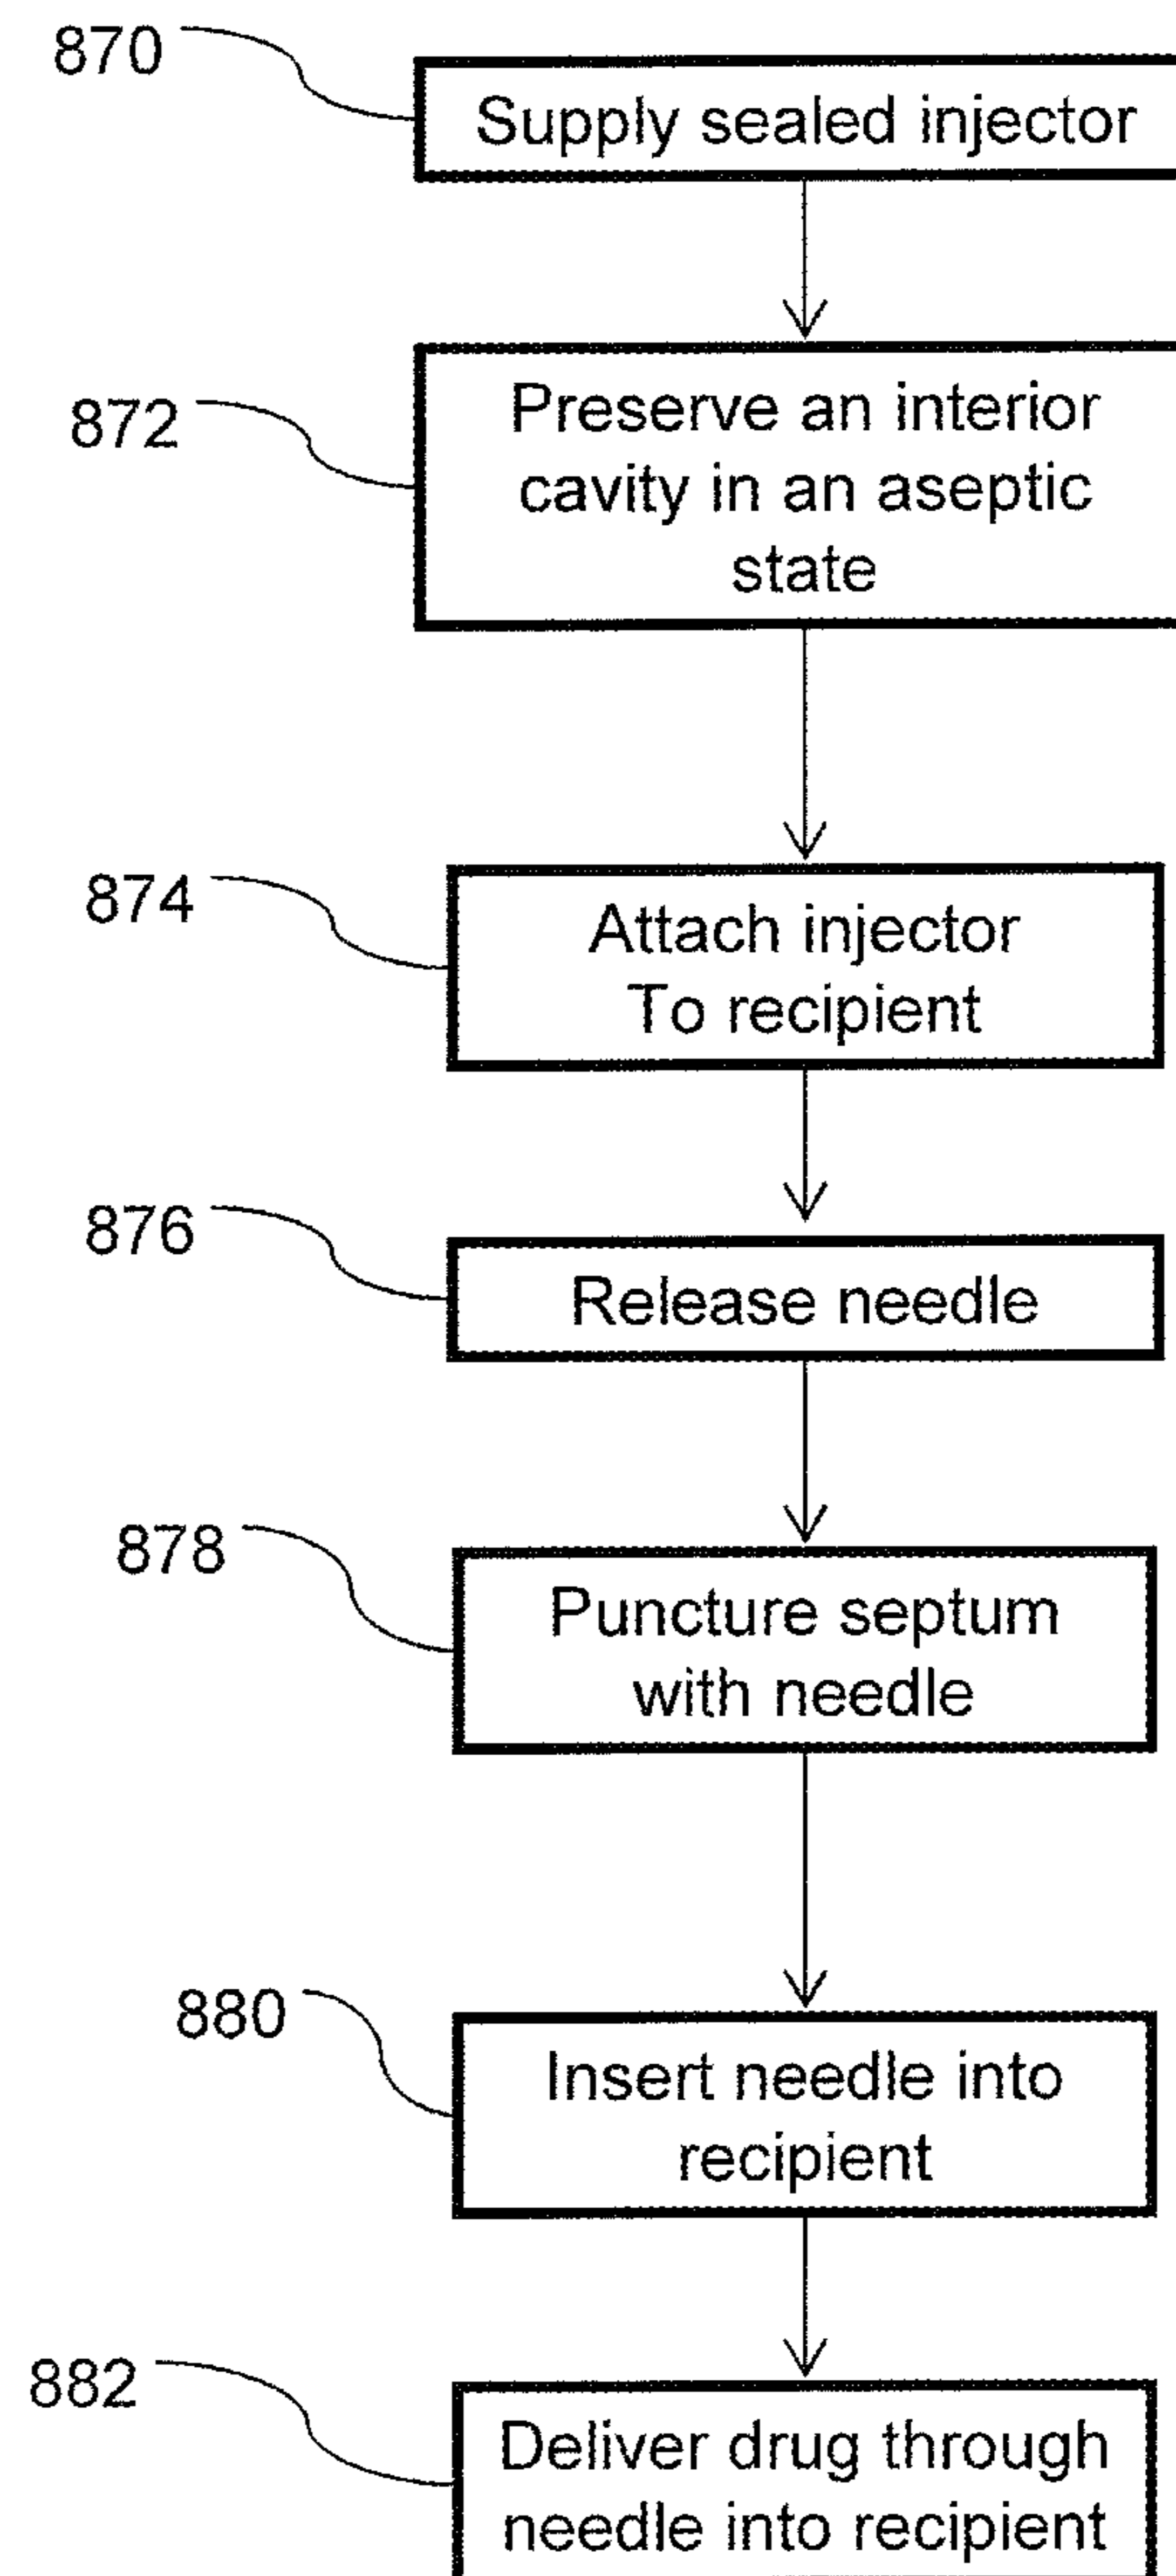 870
Supply sealed injector
872
Preserve an interior
cavity in an aseptic
state
874
Attach injector
To recipient
876
Release needle
878
Puncture septum
with needle
880
Insert needle into
recipient
882
Deliver drug through
needle into recipient